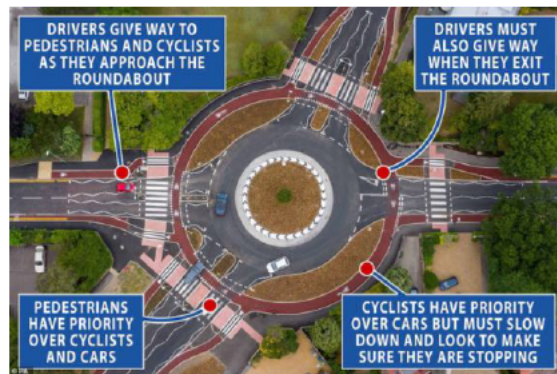 DRIVERS GIVE WAY TO
PEDESTRIANS AND CYCLISTS
AS THEY APPROACH THE
ROUNDABOUT
DRIVERS MUST
ALSO GIVE WAY
WHEN THEY EXIT
THE ROUNDABOUT
PEDESTRIANS
HAVE PRIORITY
OVER CYCLISTS
AND CARS
CYCLISTS HAVE PRIORITY
OVER CARS BUT MUST SLOW
DOWN AND LOOK TO MAKE
SURE THEY ARE STOPPING